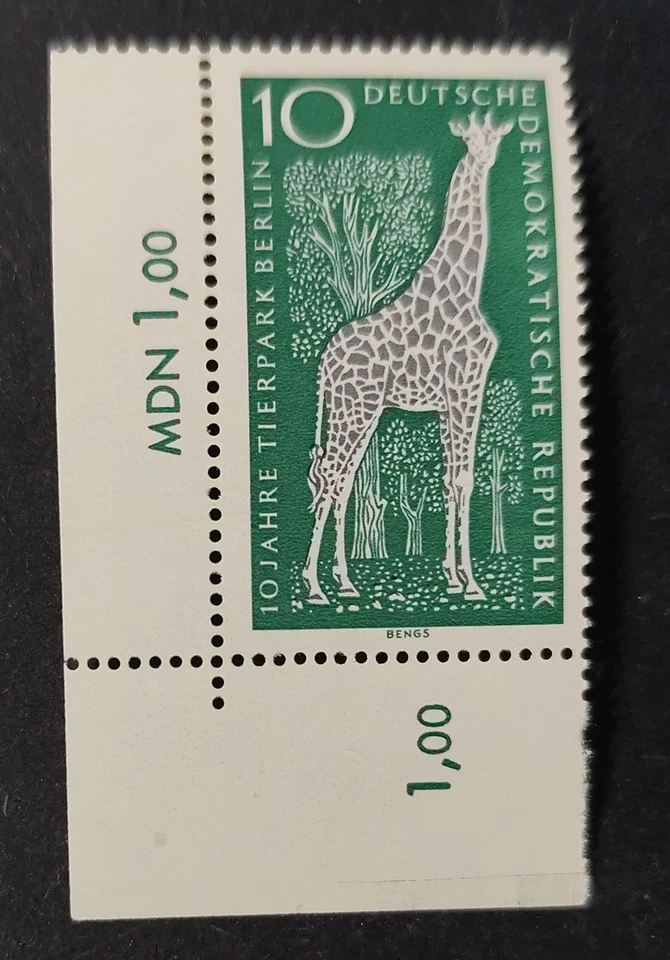 10
DEUTSCHE
DEMOKRATISCHE REPUBLIK
10 JAHRE TIERPARK BERLIN
BENGS
MDN 1,00
1,00